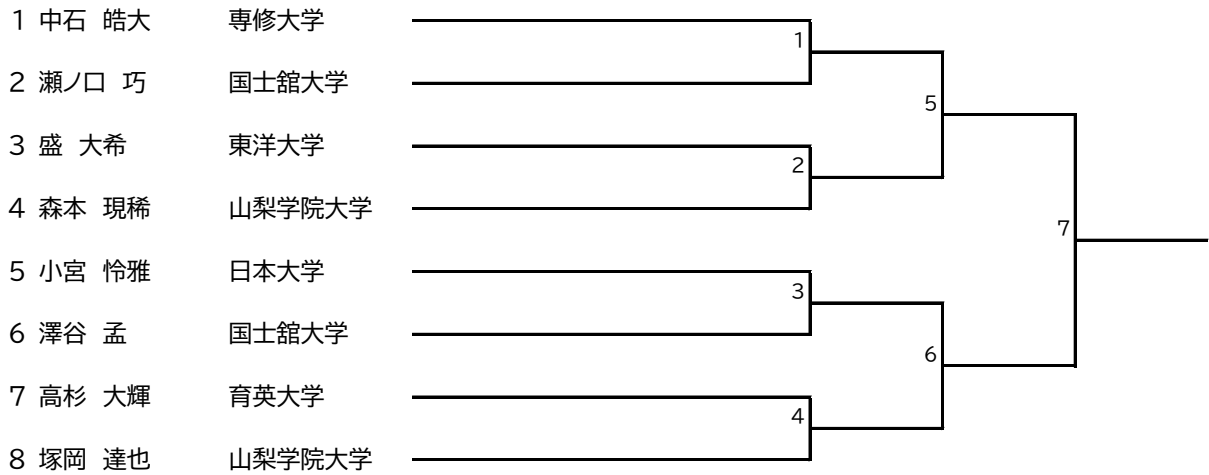 1 中石 皓大 専修大学
1
2 瀬ノ口 巧 国士舘大学
5
3 盛 大希 東洋大学
2
4 森本 現稀 山梨学院大学
7
5 小宮 怜雅 日本大学
3
6 澤谷 孟 国士舘大学
6
7 高杉 大輝 育英大学
4
8 塚岡 達也 山梨学院大学